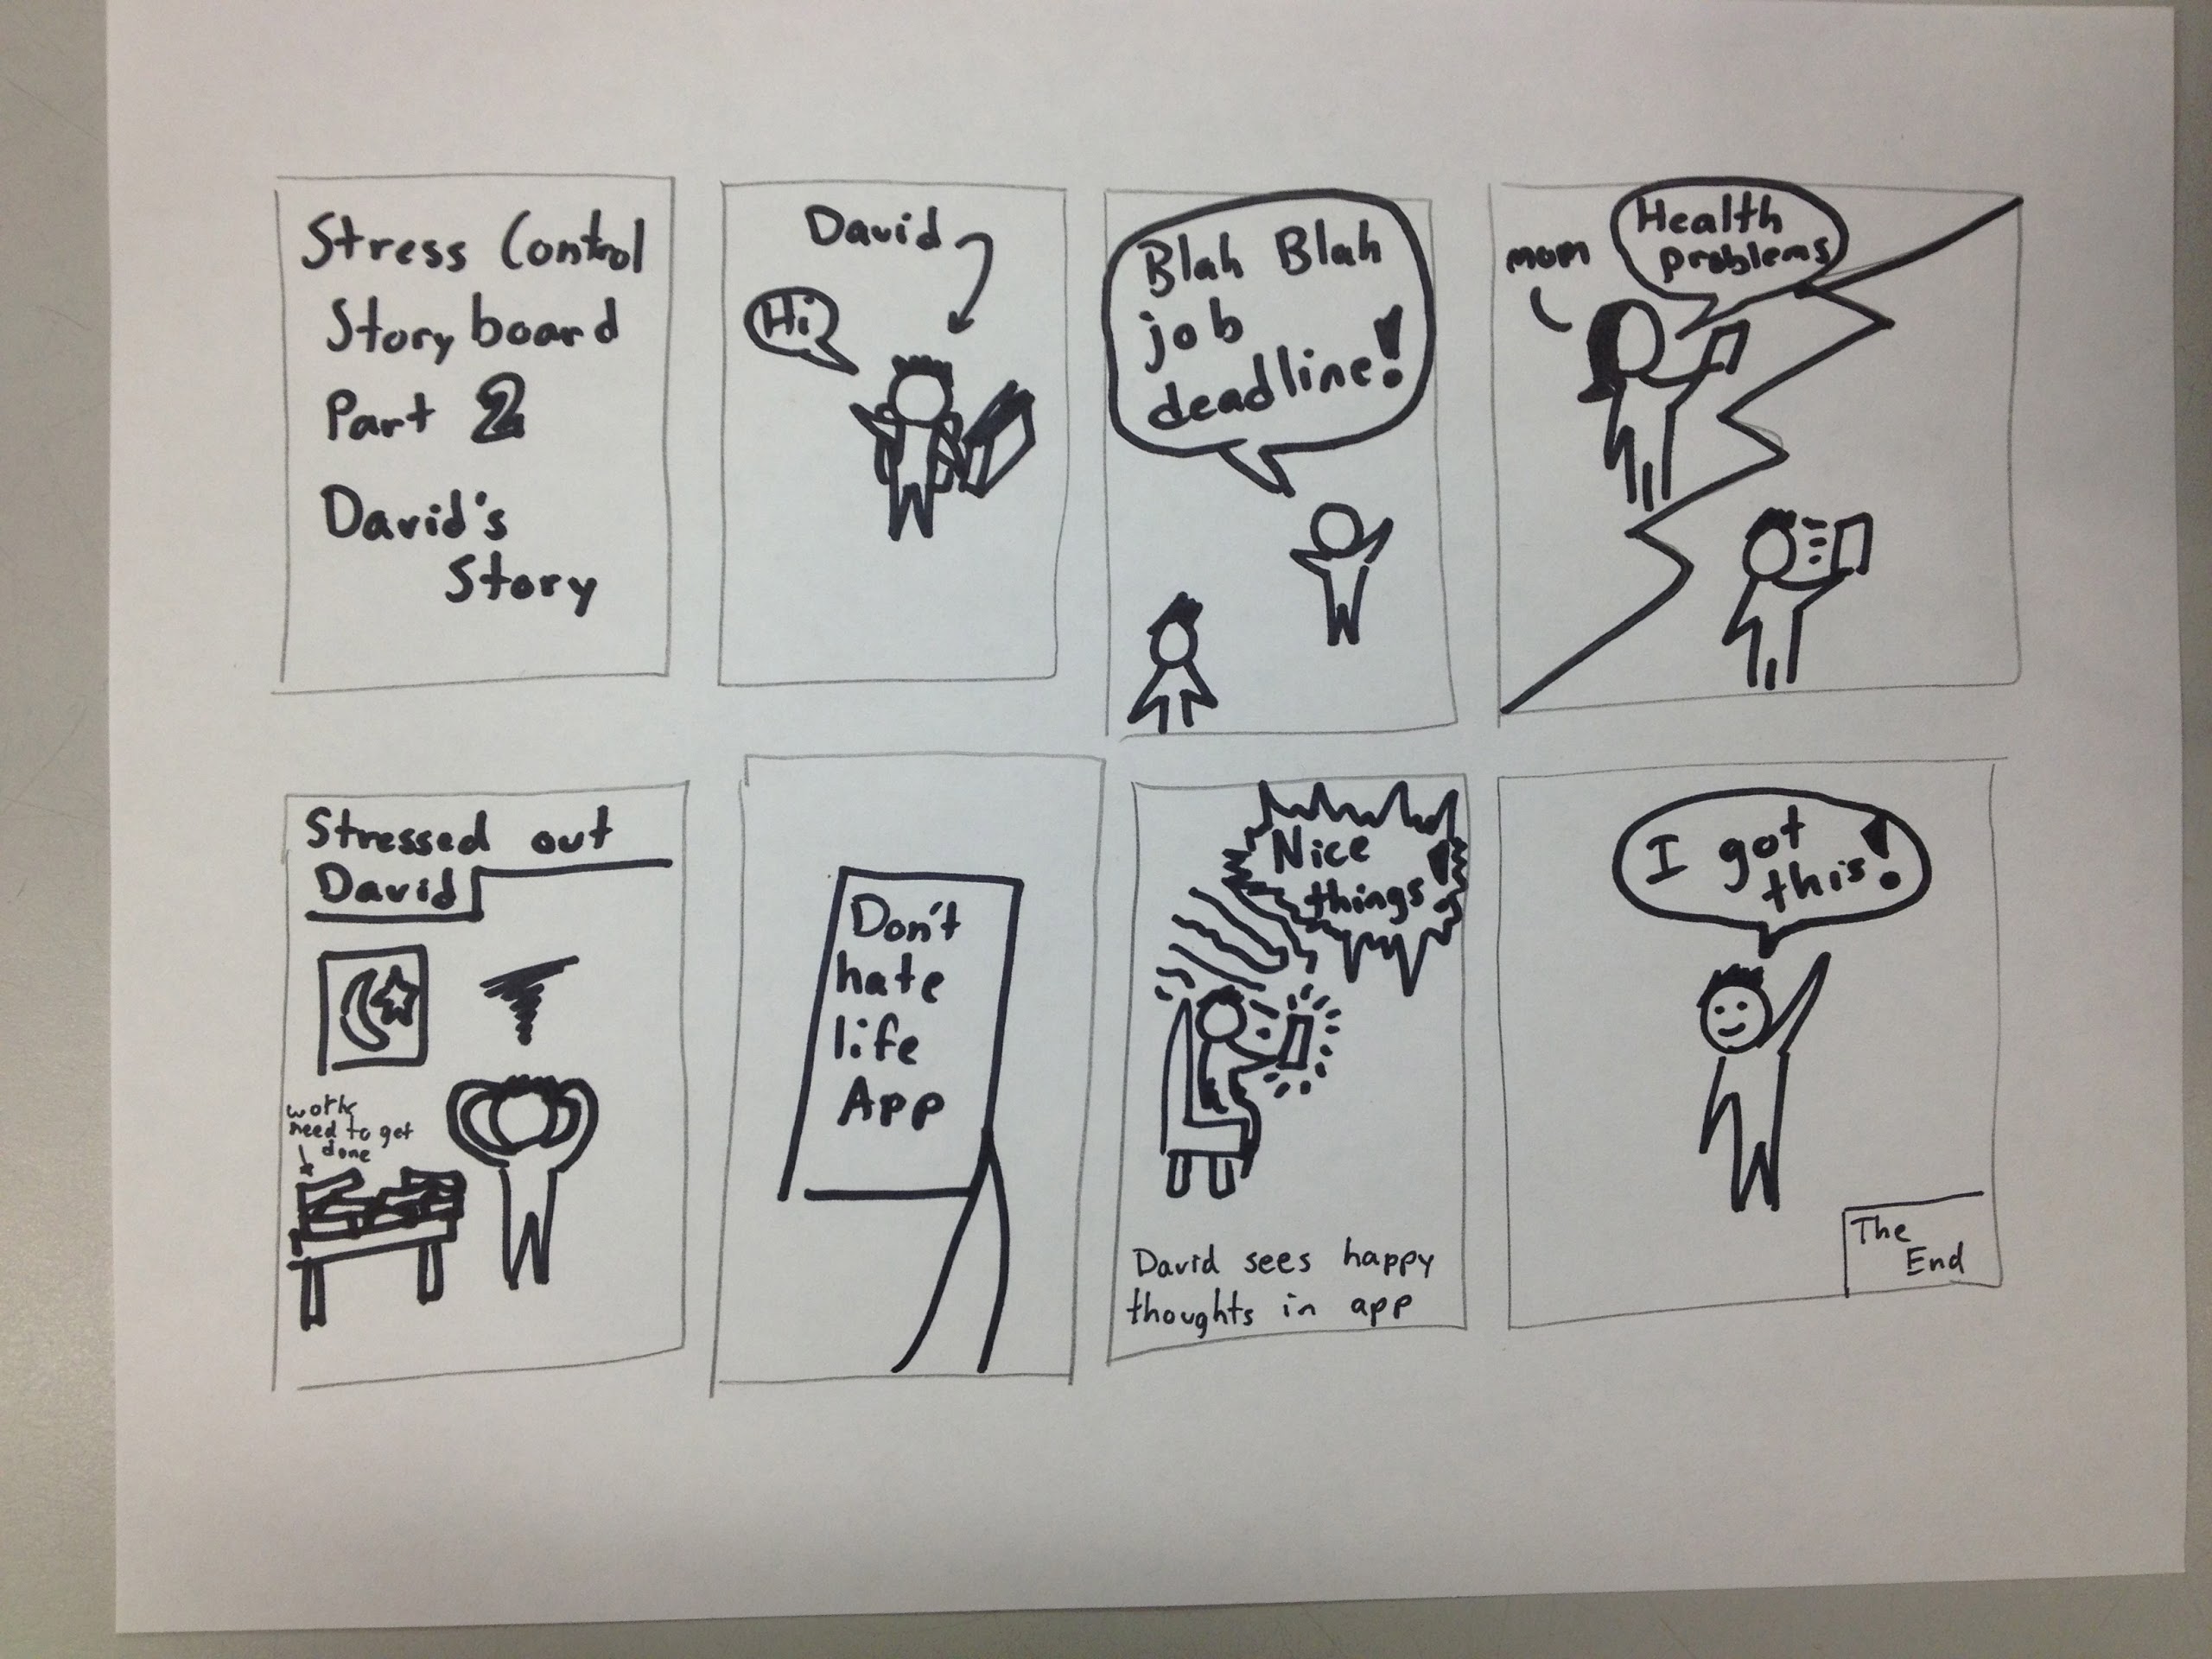 Stress Control
Story board
Part 2
David's
Story
David
Hi
Blah Blah
job
deadline!
mom
Health
problems
Stressed out
David
work
need to get
done
Don't
hate
life
App
Nice
things!
David sees happy
thoughts in app
I got
this!
The
End